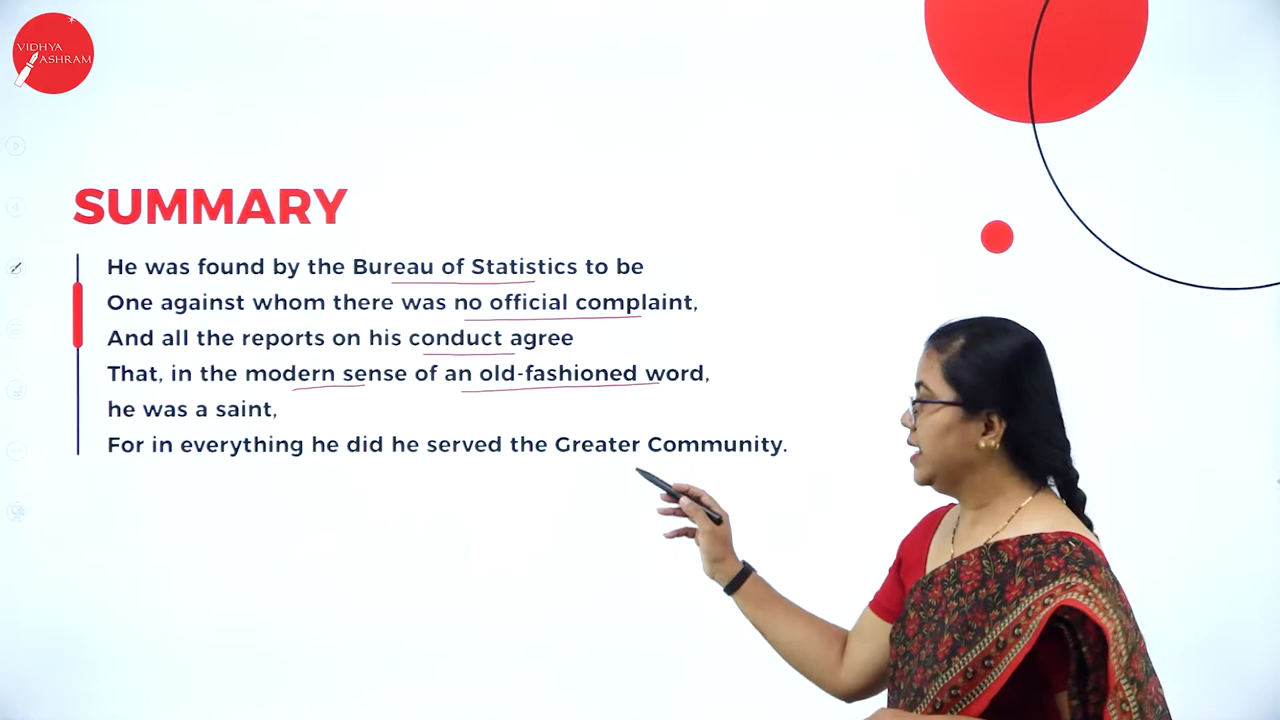 VIDHYA
ASHRAM
SUMMARY
He was found by the Bureau of Statistics to be
One against whom there was no official complaint,
And all the reports on his conduct agree
That, in the modern sense of an old-fashioned word,
he was a saint,
For in everything he did he served the Greater Community.